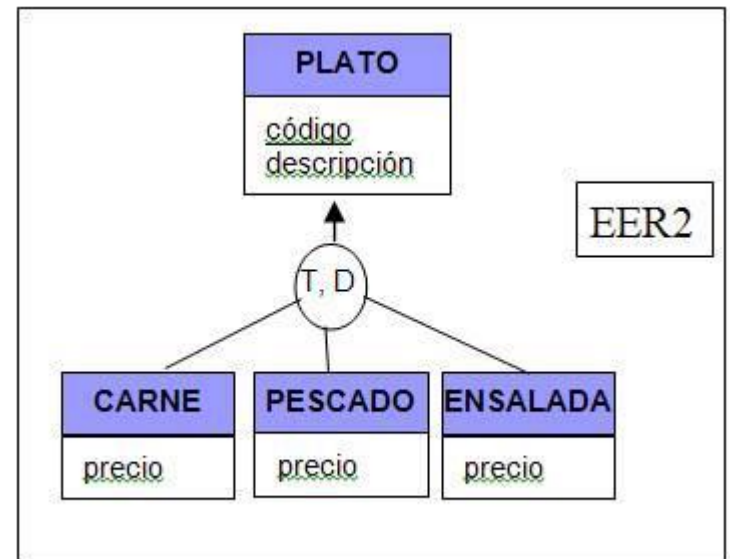 PLATO
código
descripción
EER2
T, D
CARNE
precio
PESCADO
precio
ENSALADA
precio